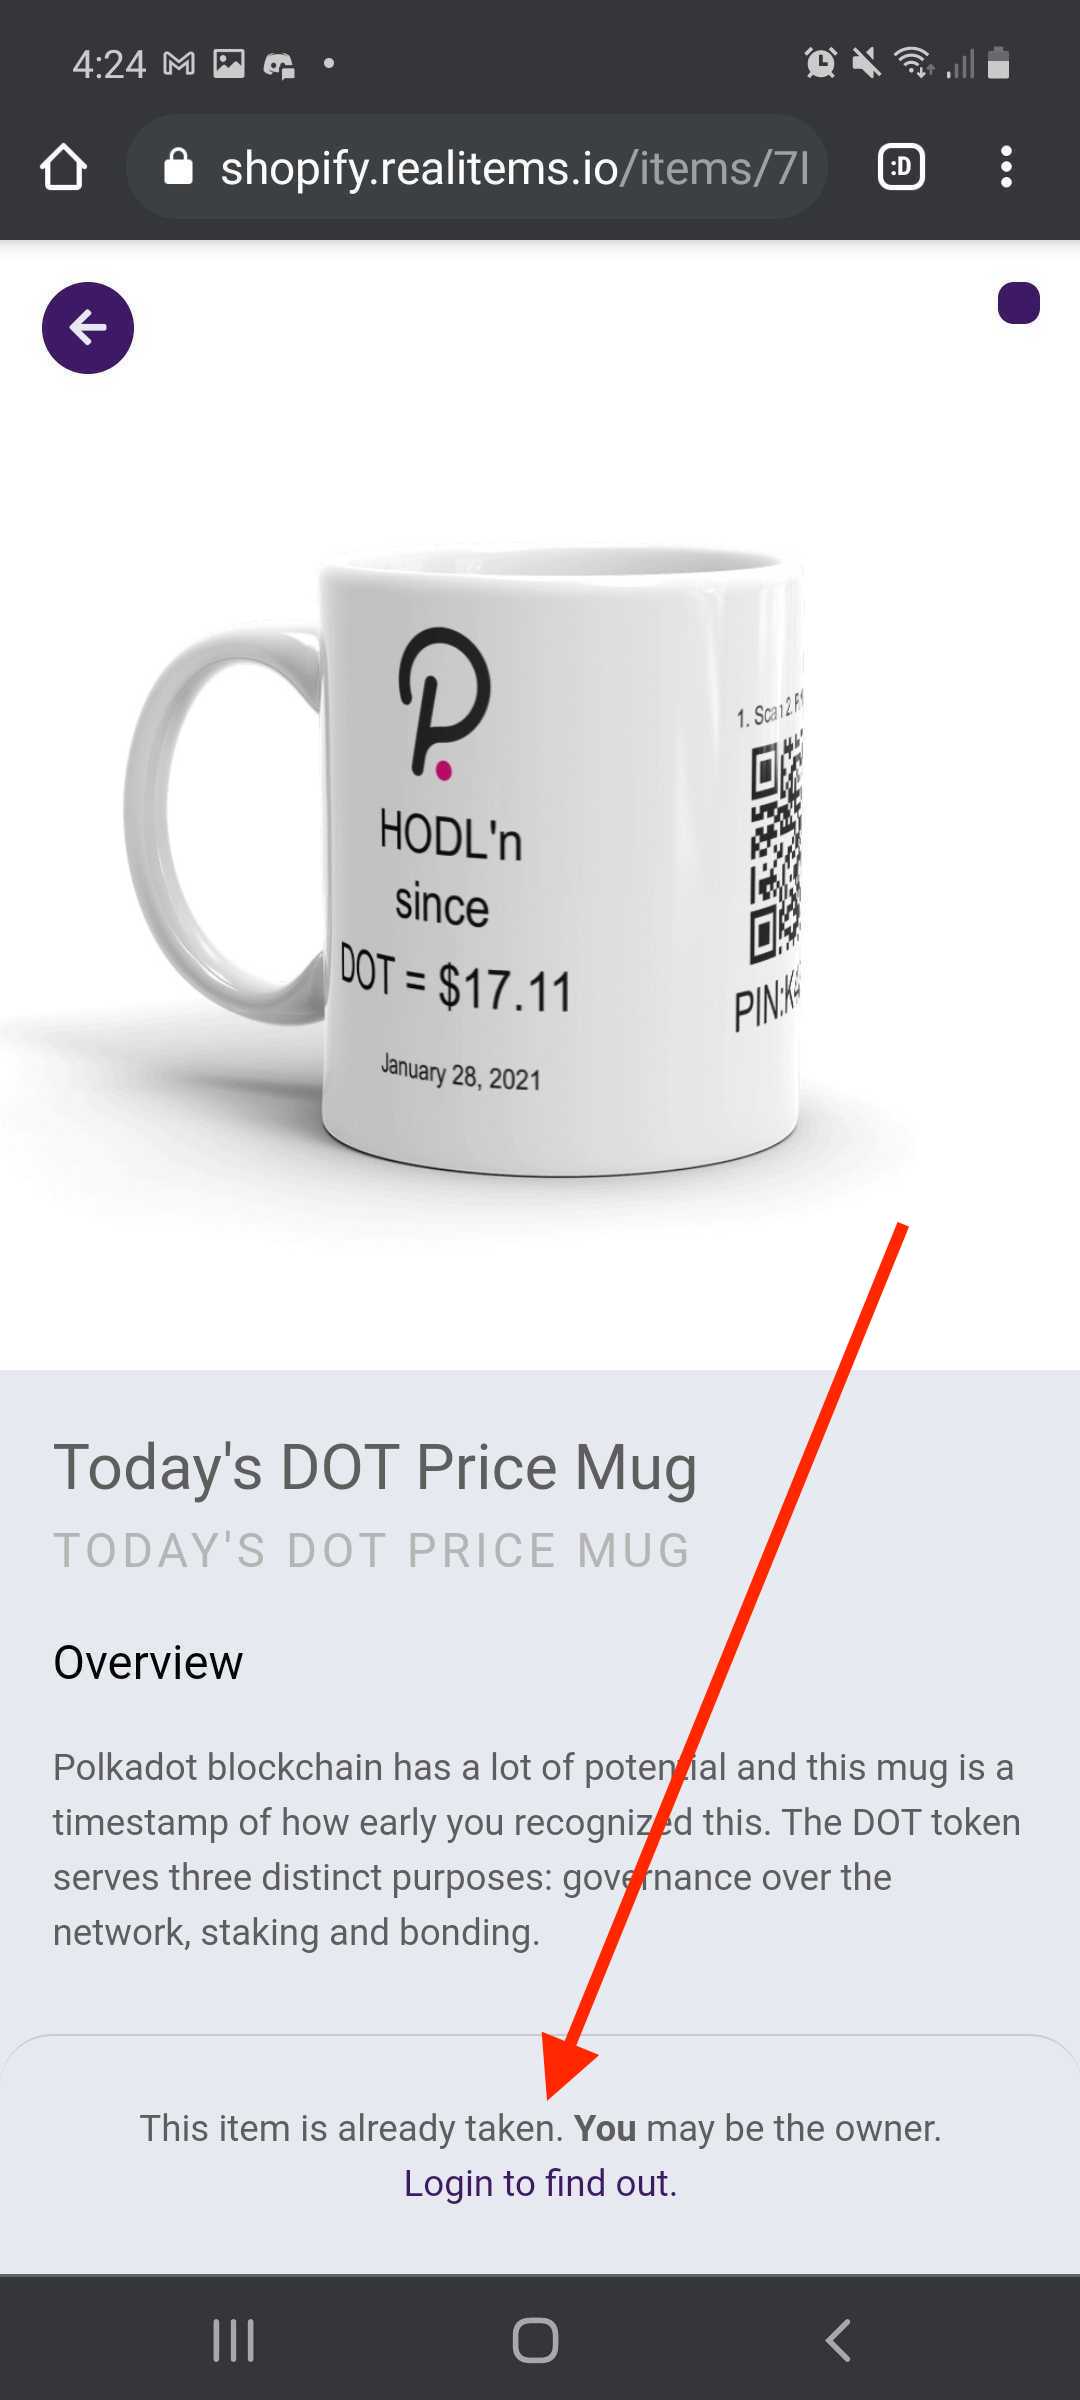 4:24
shopify.realitems.io/items/7
:D
HODL'n
since
DOT = $17.11
January 28, 2021
1. Scan 2.
PIN:K4
Today's DOT Price Mug
TODAY'S DOT PRICE MUG
Overview
Polkadot blockchain has a lot of potential and this mug is a
timestamp of how early you recognized this. The DOT token
serves three distinct purposes: governance over the
network, staking and bonding.
This item is already taken. You may be the owner.
Login to find out.